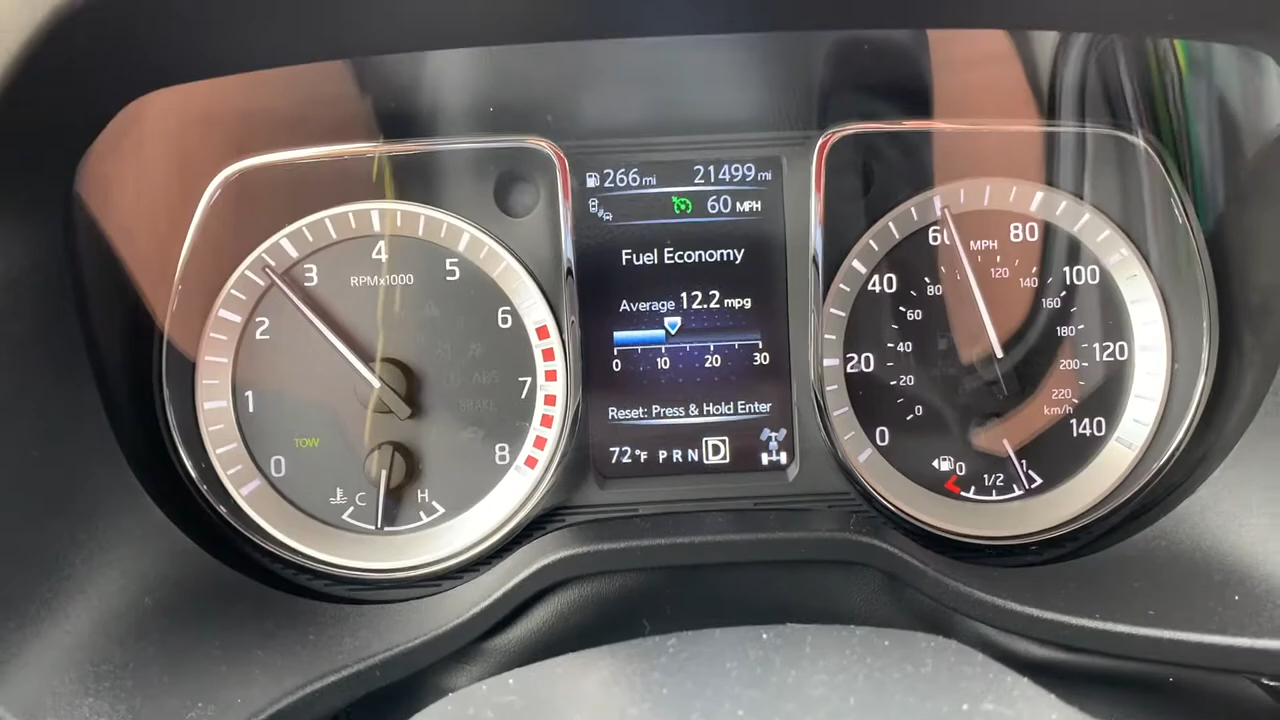 266 mi 21499 mi
60 MPH
Fuel Economy
Average 12.2 mpg
0 10 20 30
Reset: Press & Hold Enter
72°F P R N D
0
1
2
3
4
5
6
7
8
RPMx1000
TOW
ABS
BRAKE
C H
0
20
40
60
80
100
120
140
MPH
0
20
40
60
80
120
140
160
180
200
220
km/h
0 1/2 1